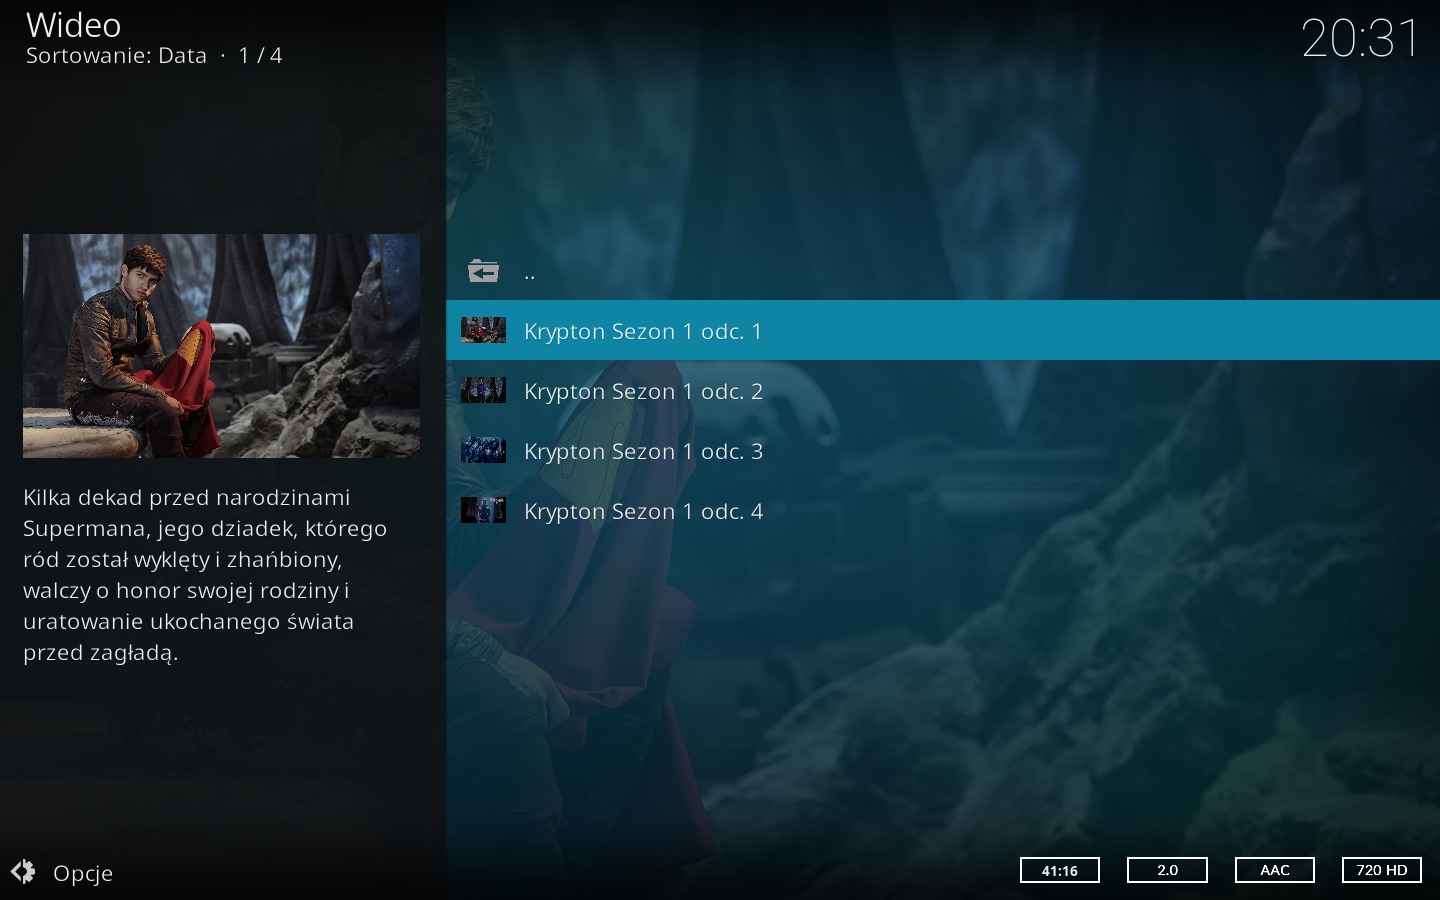 Wideo
Sortowanie: Data · 1 / 4
20:31
..
Krypton Sezon 1 odc. 1
Krypton Sezon 1 odc. 2
Krypton Sezon 1 odc. 3
Krypton Sezon 1 odc. 4
Kilka dekad przed narodzinami
Supermana, jego dziadek, którego
ród został wyklęty i zhańbiony,
walczy o honor swojej rodziny i
uratowanie ukochanego świata
przed zagładą.
Opcje
41:16
2.0
AAC
720 HD